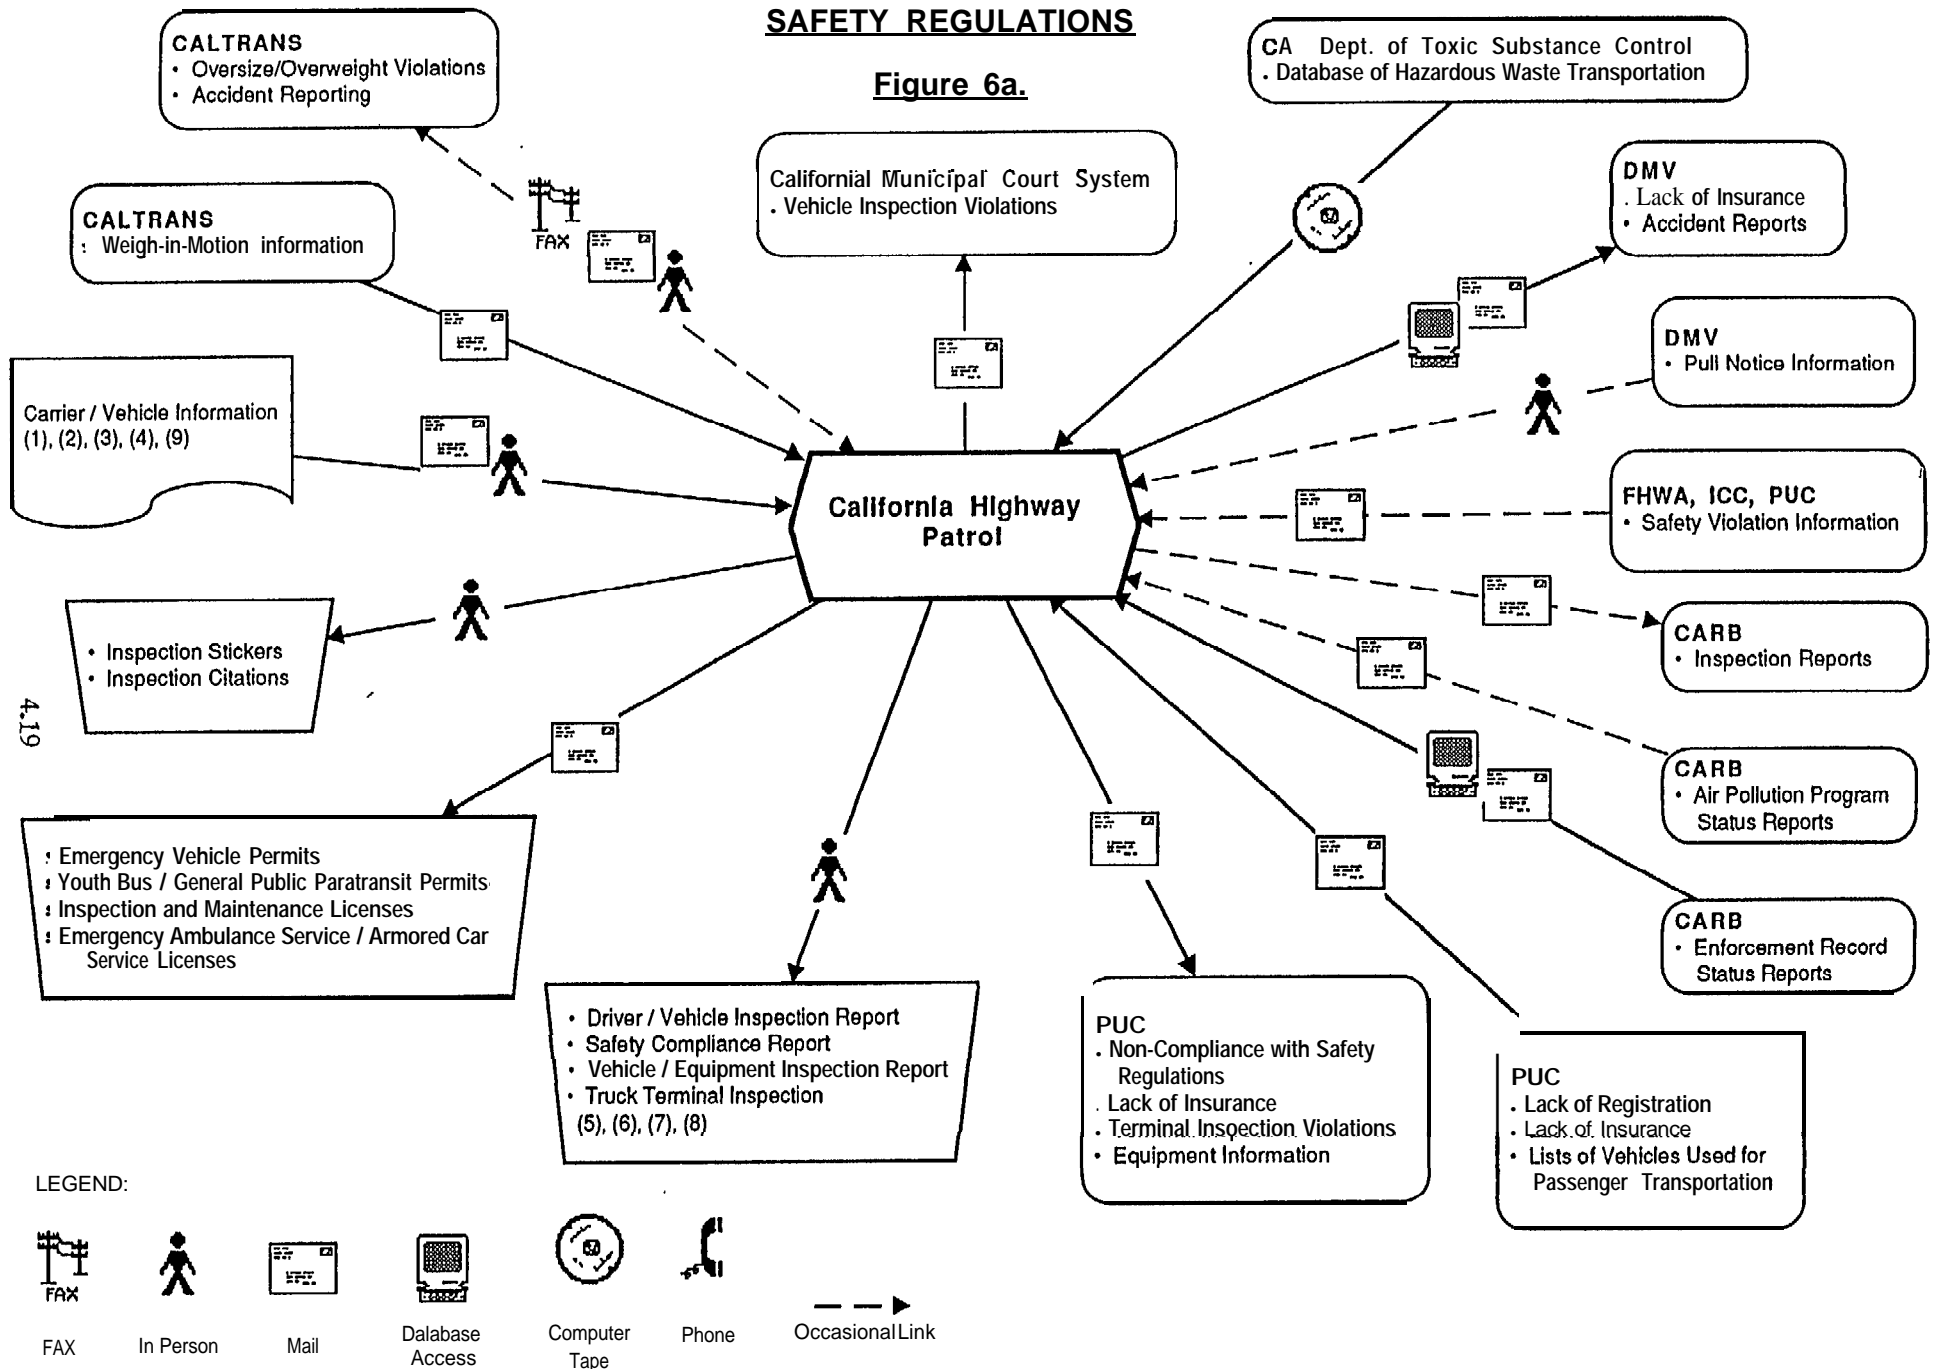 SAFETY REGULATIONS
Figure 6a.
CALTRANS
• Oversize/Overweight Violations
• Accident Reporting
CA Dept. of Toxic Substance Control
. Database of Hazardous Waste Transportation
Californial Municipal Court System
. Vehicle Inspection Violations
DMV
. Lack of Insurance
• Accident Reports
CALTRANS
: Weigh-in-Motion information
FAX
DMV
• Pull Notice Information
Carrier / Vehicle Information
(1), (2), (3), (4), (9)
California Highway
Patrol
FHWA, ICC, PUC
• Safety Violation Information
CARB
• Inspection Reports
• Inspection Stickers
• Inspection Citations
4.19
CARB
• Air Pollution Program
Status Reports
: Emergency Vehicle Permits
: Youth Bus / General Public Paratransit Permits
: Inspection and Maintenance Licenses
: Emergency Ambulance Service / Armored Car
Service Licenses
CARB
• Enforcement Record
Status Reports
• Driver / Vehicle Inspection Report
• Safety Compliance Report
• Vehicle / Equipment Inspection Report
• Truck Terminal Inspection
(5), (6), (7), (8)
PUC
. Non-Compliance with Safety
Regulations
. Lack of Insurance
. Terminal Inspection Violations
• Equipment Information
PUC
. Lack of Registration
. Lack of Insurance
• Lists of Vehicles Used for
Passenger Transportation
LEGEND:
FAX
FAX
In Person
Mail
Dalabase
Access
Computer
Tape
Phone
Occasional Link